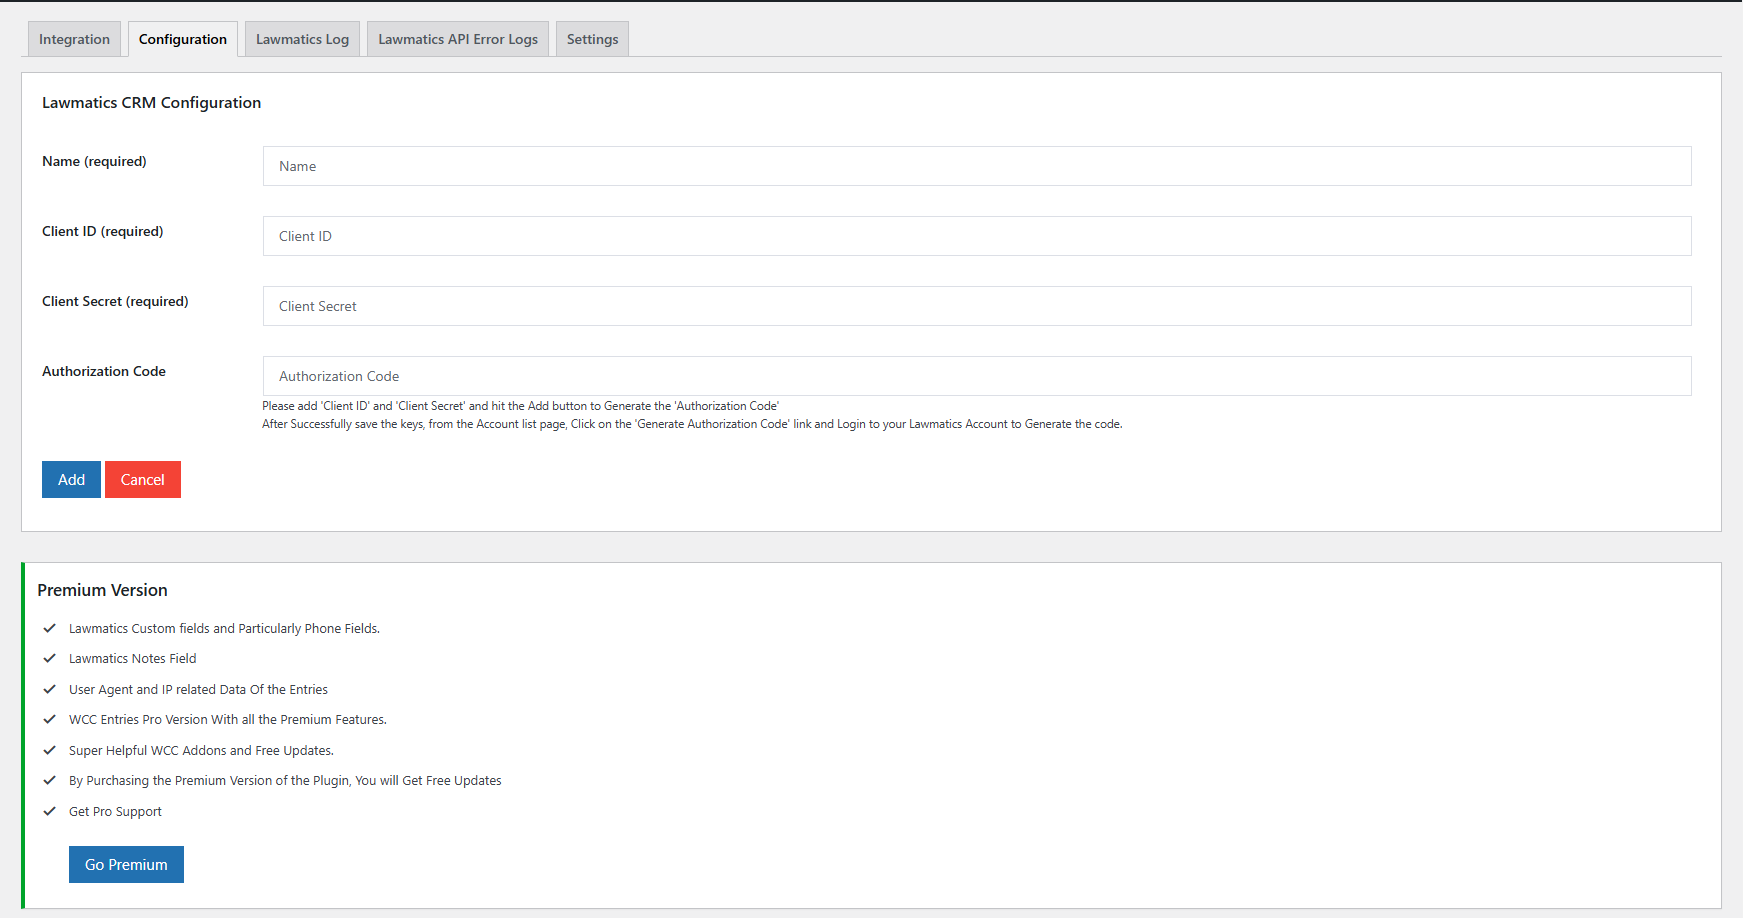 Integration Configuration Lawmatics Log Lawmatics API Error Logs Settings
Lawmatics CRM Configuration
Name (required) Name
Client ID (required) Client ID
Client Secret (required) Client Secret
Authorization Code Authorization Code
Please add 'Client ID' and 'Client Secret' and hit the Add button to Generate the 'Authorization Code'
After Successfully save the keys, from the Account list page, Click on the 'Generate Authorization Code' link and Login to your Lawmatics Account to Generate the code.
Add Cancel
Premium Version
Lawmatics Custom fields and Particularly Phone Fields.
Lawmatics Notes Field
User Agent and IP related Data Of the Entries
WCC Entries Pro Version With all the Premium Features.
Super Helpful WCC Addons and Free Updates.
By Purchasing the Premium Version of the Plugin, You will Get Free Updates
Get Pro Support
Go Premium